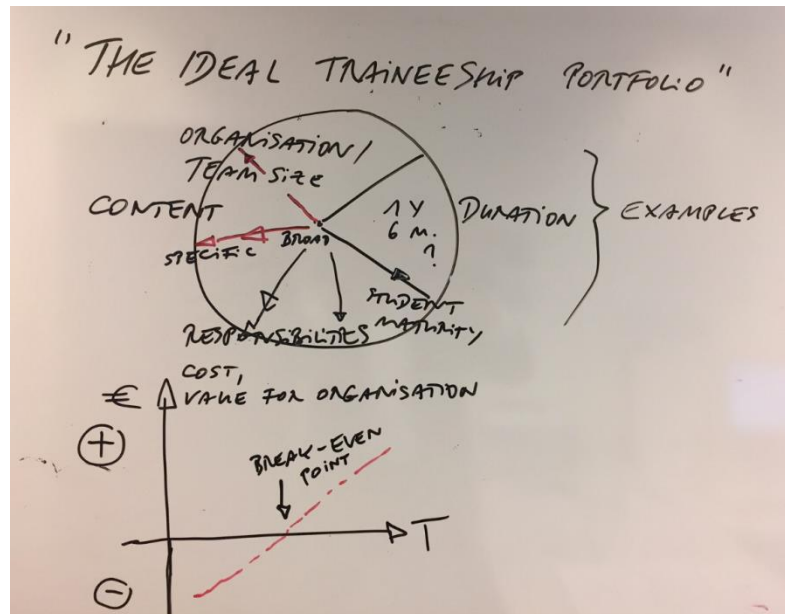 "THE IDEAL TRAINEESHIP PORTFOLIO"
ORGANISATION/
TEAM SIZE
CONTENT
SPECIFIC
BROAD
1 Y
6 M.
?
DURATION
EXAMPLES
STUDENT
MATURITY
RESPONSIBILITIES
COST,
€ VALUE FOR ORGANISATION
+
BREAK-EVEN
POINT
T
-